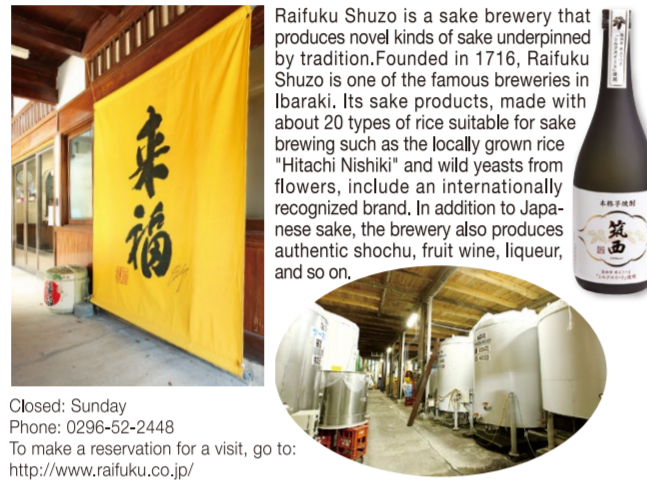 Raifuku Shuzo is a sake brewery that
produces novel kinds of sake underpinned
by tradition.Founded in 1716, Raifuku
Shuzo is one of the famous breweries in
Ibaraki. Its sake products, made with
about 20 types of rice suitable for sake
brewing such as the locally grown rice
"Hitachi Nishiki" and wild yeasts from
flowers, include an internationally
recognized brand. In addition to Japa-
nese sake, the brewery also produces
authentic shochu, fruit wine, liqueur,
and so on.
来福
本格芋焼酎
筑西
Closed: Sunday
Phone: 0296-52-2448
To make a reservation for a visit, go to:
http://www.raifuku.co.jp/